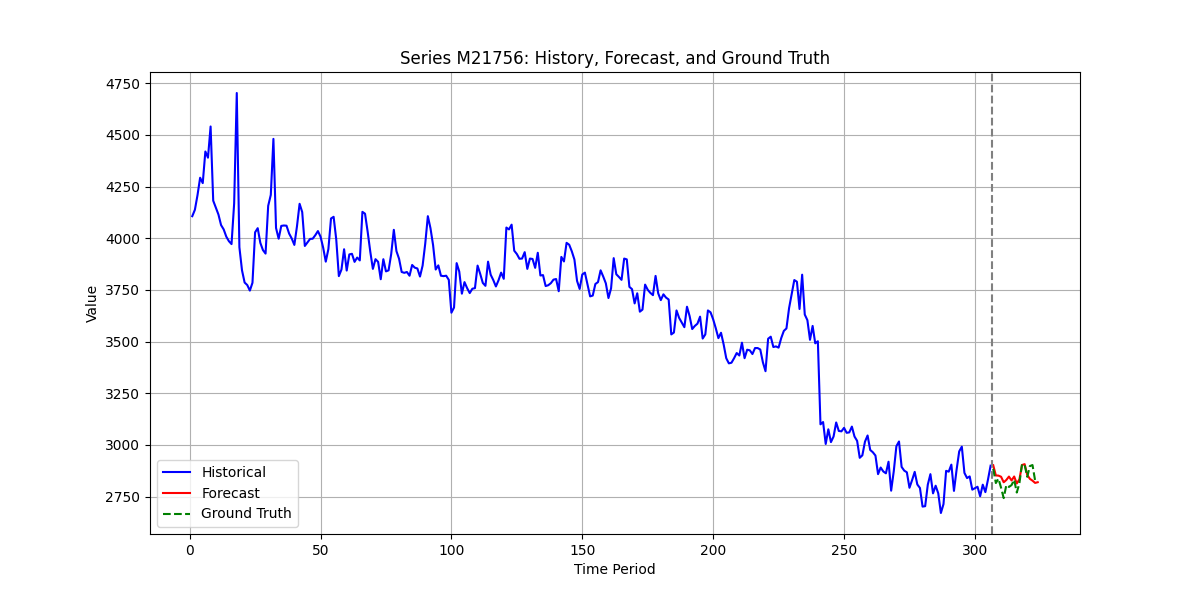 Series M21756: History, Forecast, and Ground Truth
4750
4500
4250
4000
3750
3500
3250
3000
2750
Value
Historical
Forecast
Ground Truth
0 50 100 150 200 250 300
Time Period